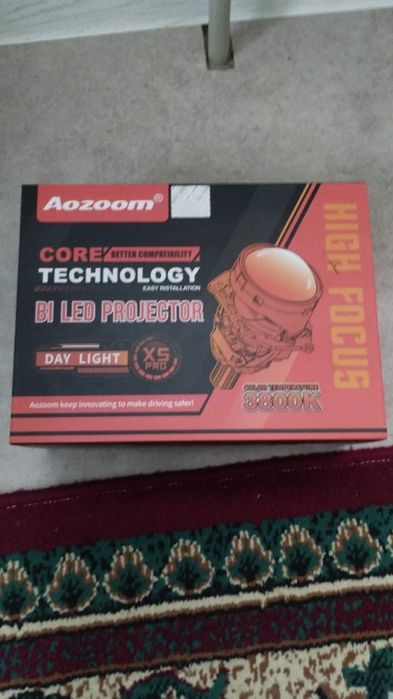 Aozoom®
CORE BETTER COMPATIBILITY
TECHNOLOGY
EASY INSTALLATION
BI LED PROJECTOR
DAY LIGHT X5 PRO
Aozoom keep innovating to make driving safer!
COLOR TEMPERATURE
3800K
HIGH FOCUS